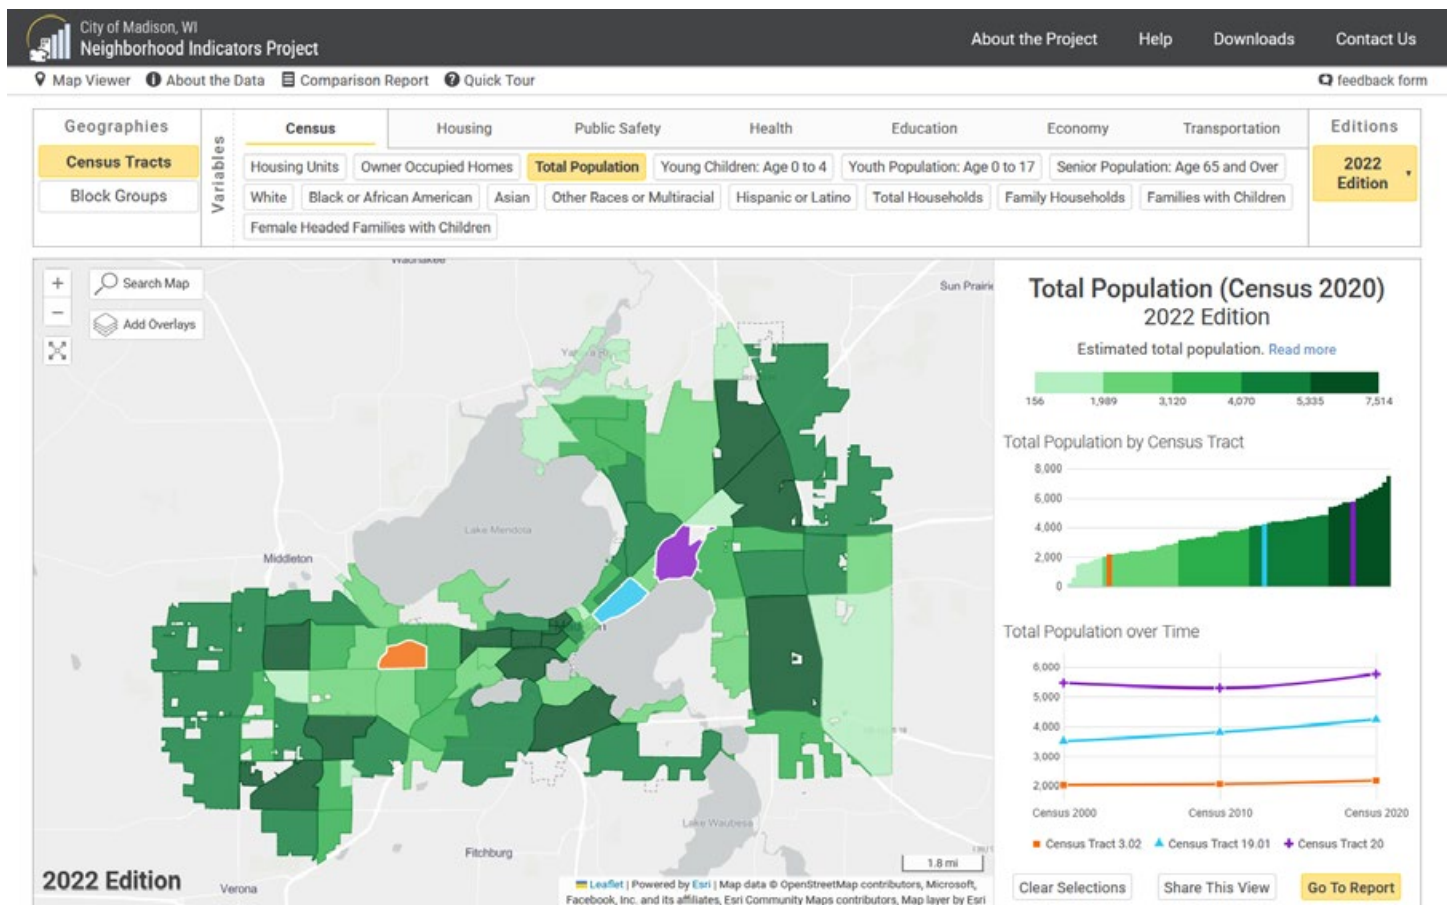 City of Madison, WI
Neighborhood Indicators Project
About the Project Help Downloads Contact Us
Map Viewer About the Data Comparison Report Quick Tour feedback form
Geographies
Census Tracts
Block Groups
Variables
Census Housing Public Safety Health Education Economy Transportation
Housing Units Owner Occupied Homes Total Population Young Children: Age 0 to 4 Youth Population: Age 0 to 17 Senior Population: Age 65 and Over
White Black or African American Asian Other Races or Multiracial Hispanic or Latino Total Households Family Households Families with Children
Female Headed Families with Children
Editions
2022
Edition
+
−
Search Map
Add Overlays
Waunakee
Sun Prairie
Lake Mendota
Middleton
Lake Waubesa
Fitchburg
Verona
1.8 mi
2022 Edition
Leaflet | Powered by Esri | Map data © OpenStreetMap contributors, Microsoft,
Facebook, Inc. and its affiliates, Esri Community Maps contributors, Map layer by Esri
Total Population (Census 2020)
2022 Edition
Estimated total population. Read more
156 1,989 3,120 4,070 5,335 7,514
Total Population by Census Tract
8,000
6,000
4,000
2,000
0
Total Population over Time
6,000
5,000
4,000
3,000
2,000
Census 2000 Census 2010 Census 2020
Census Tract 3.02 Census Tract 19.01 Census Tract 20
Clear Selections Share This View Go To Report